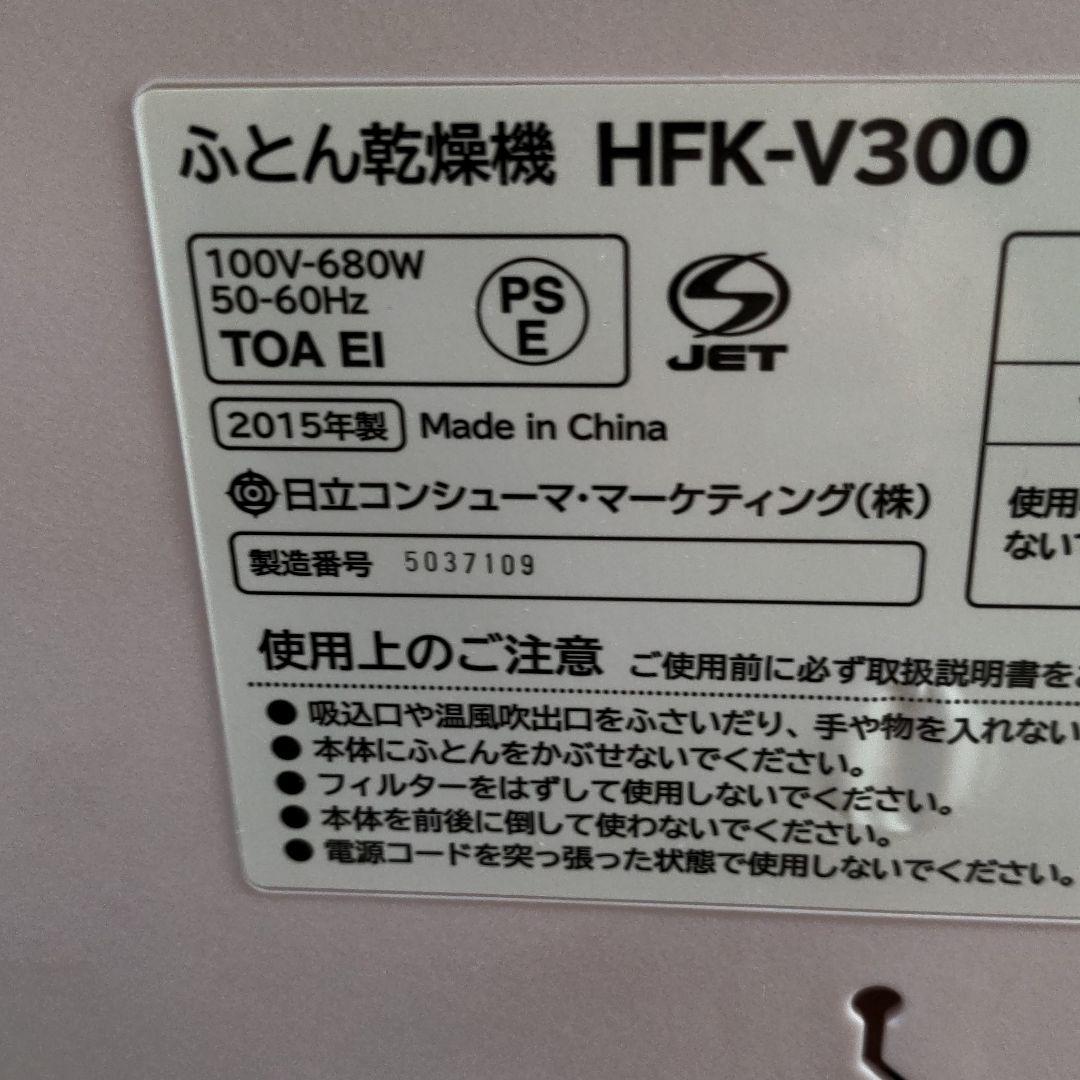 ふとん乾燥機 HFK-V300
100V-680W
50-60Hz
TOA EI
PS
E
JET
2015年製 Made in China
日立コンシューマ・マーケティング(株)
製造番号 5037109
使用
ない
使用上のご注意 ご使用前に必ず取扱説明書を
● 吸込口や温風吹出口をふさいだり、手や物を入れない
● 本体にふとんをかぶせないでください。
● フィルターをはずして使用しないでください。
● 本体を前後に倒して使わないでください。
● 電源コードを突っ張った状態で使用しないでください。